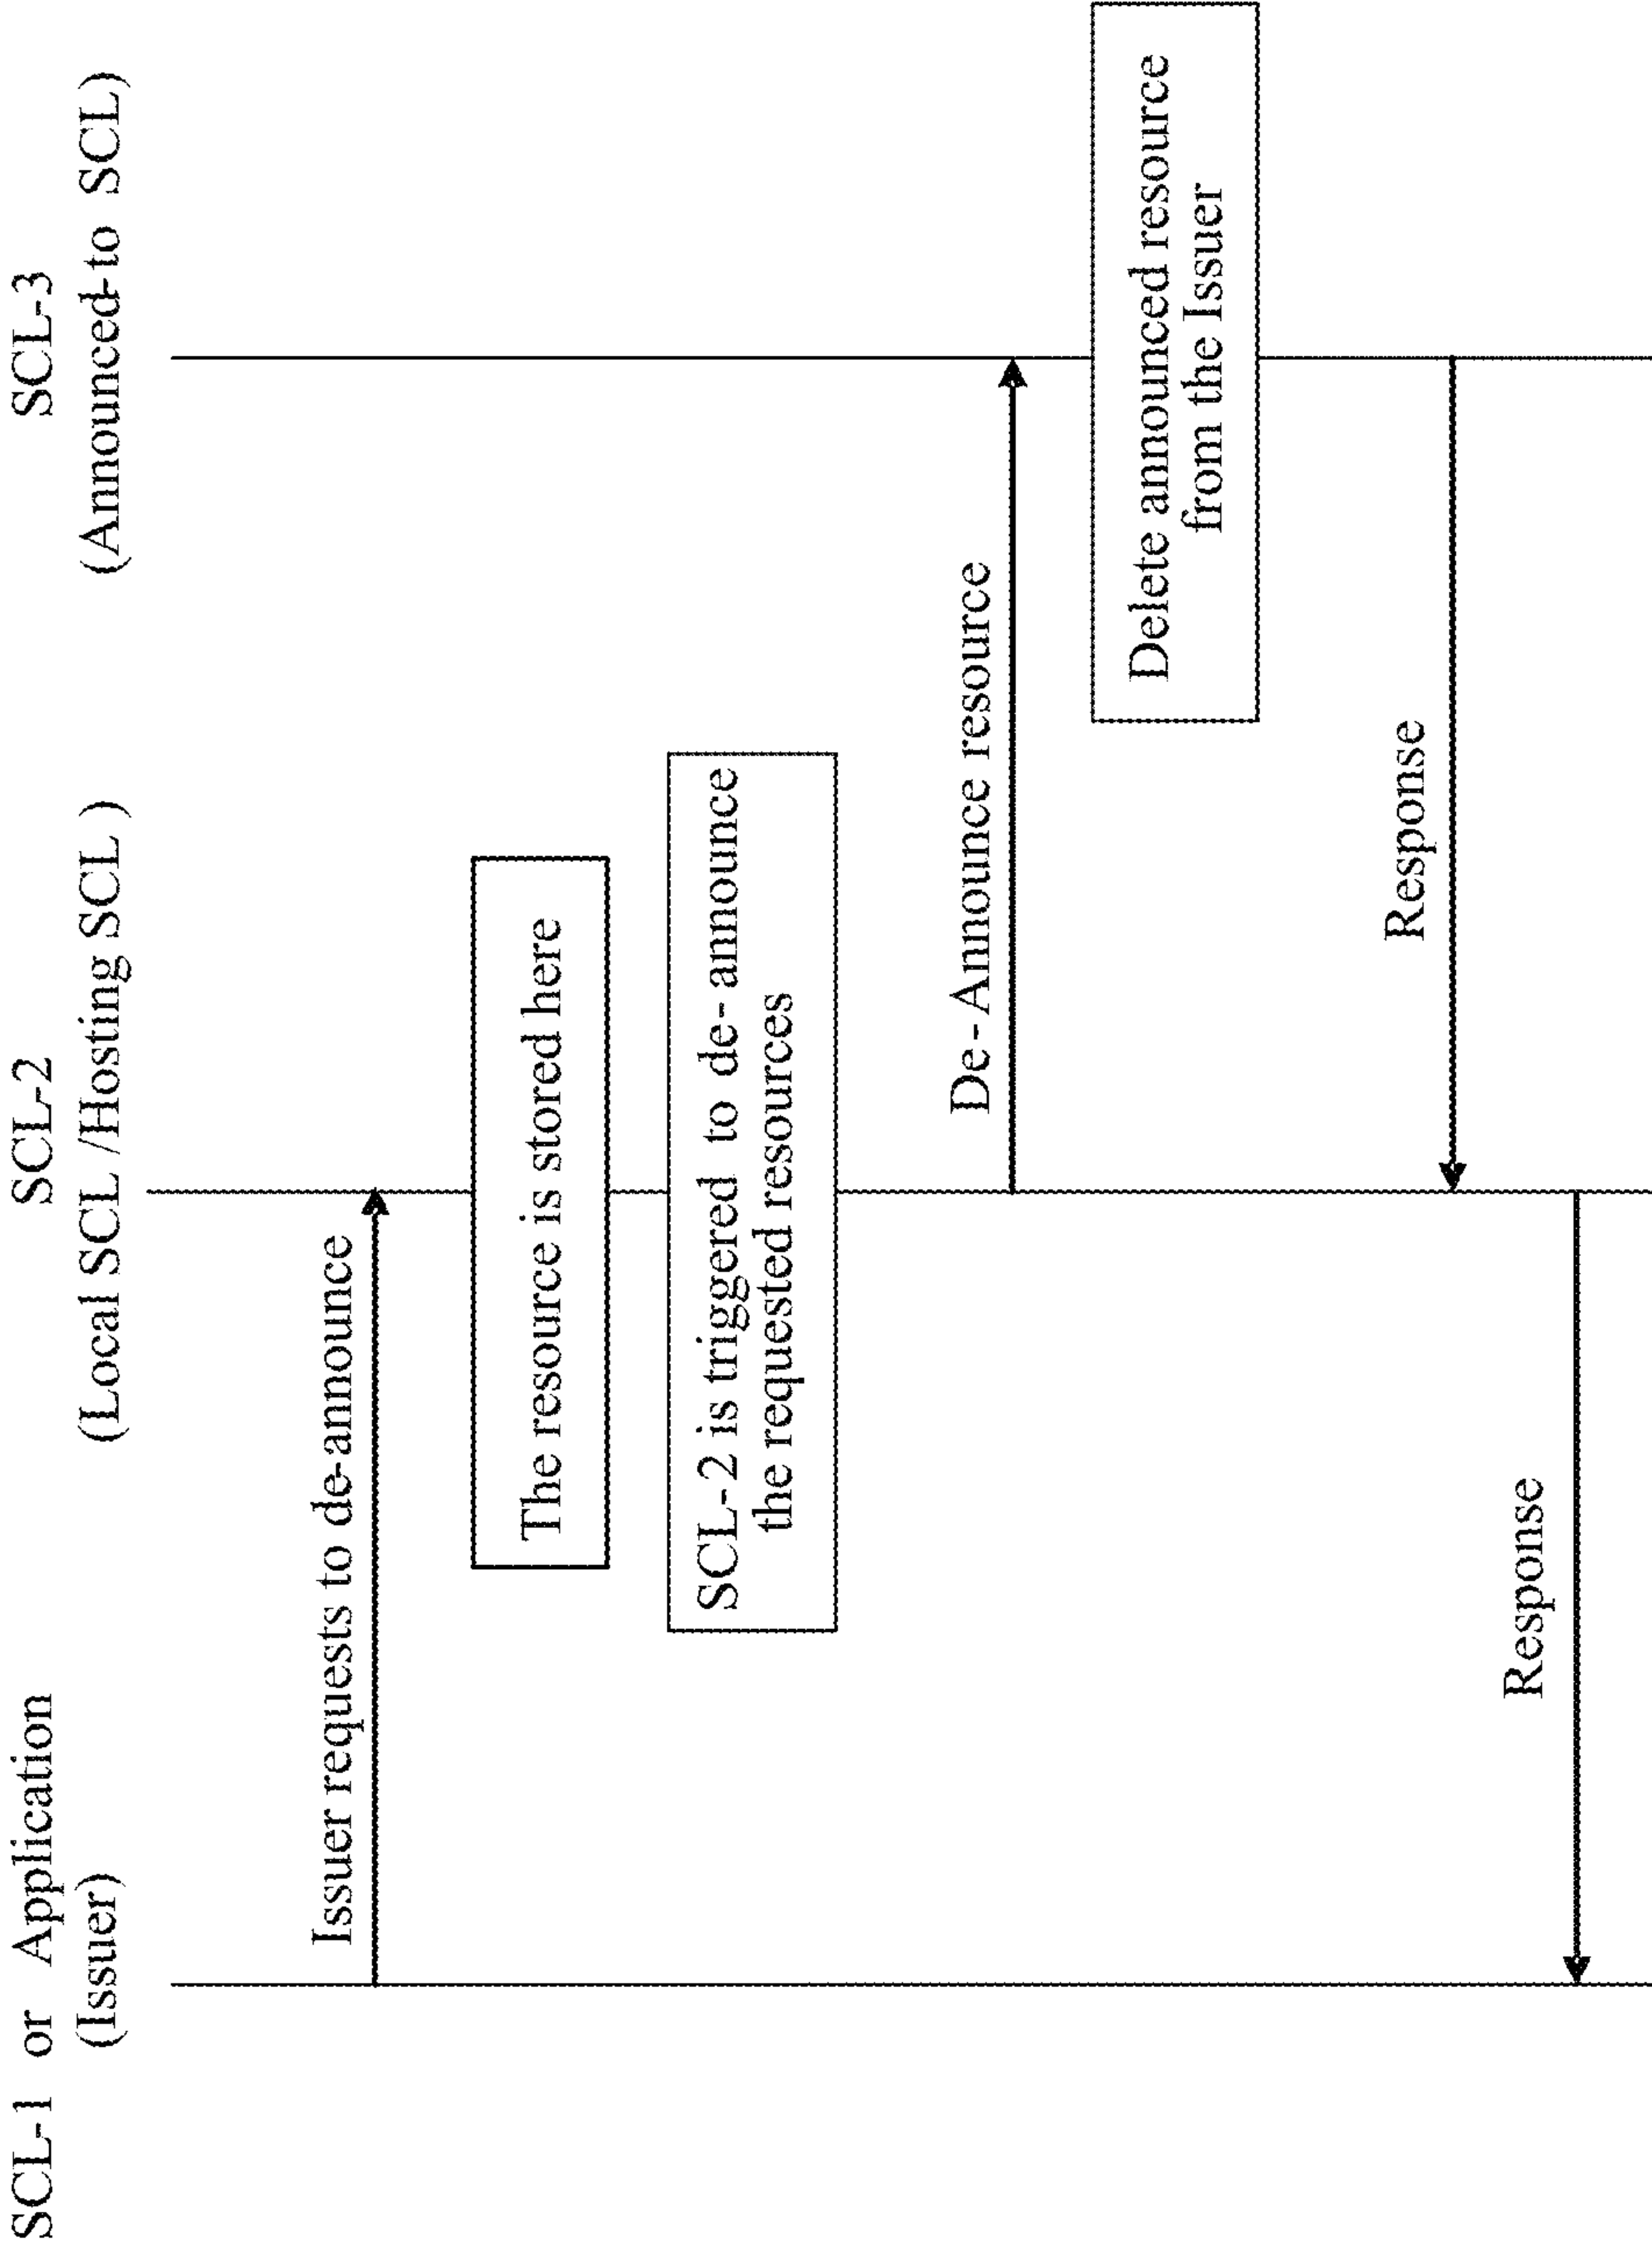 SCL-1 or Application
(Issuer)
SCL-2
(Local SCL /Hosting SCL )
SCL-3
(Announced-to SCL)
Issuer requests to de-announce
The resource is stored here
SCL-2 is triggered to de-announce
the requested resources
De-Announce resource
Delete announced resource
from the Issuer
Response
Response